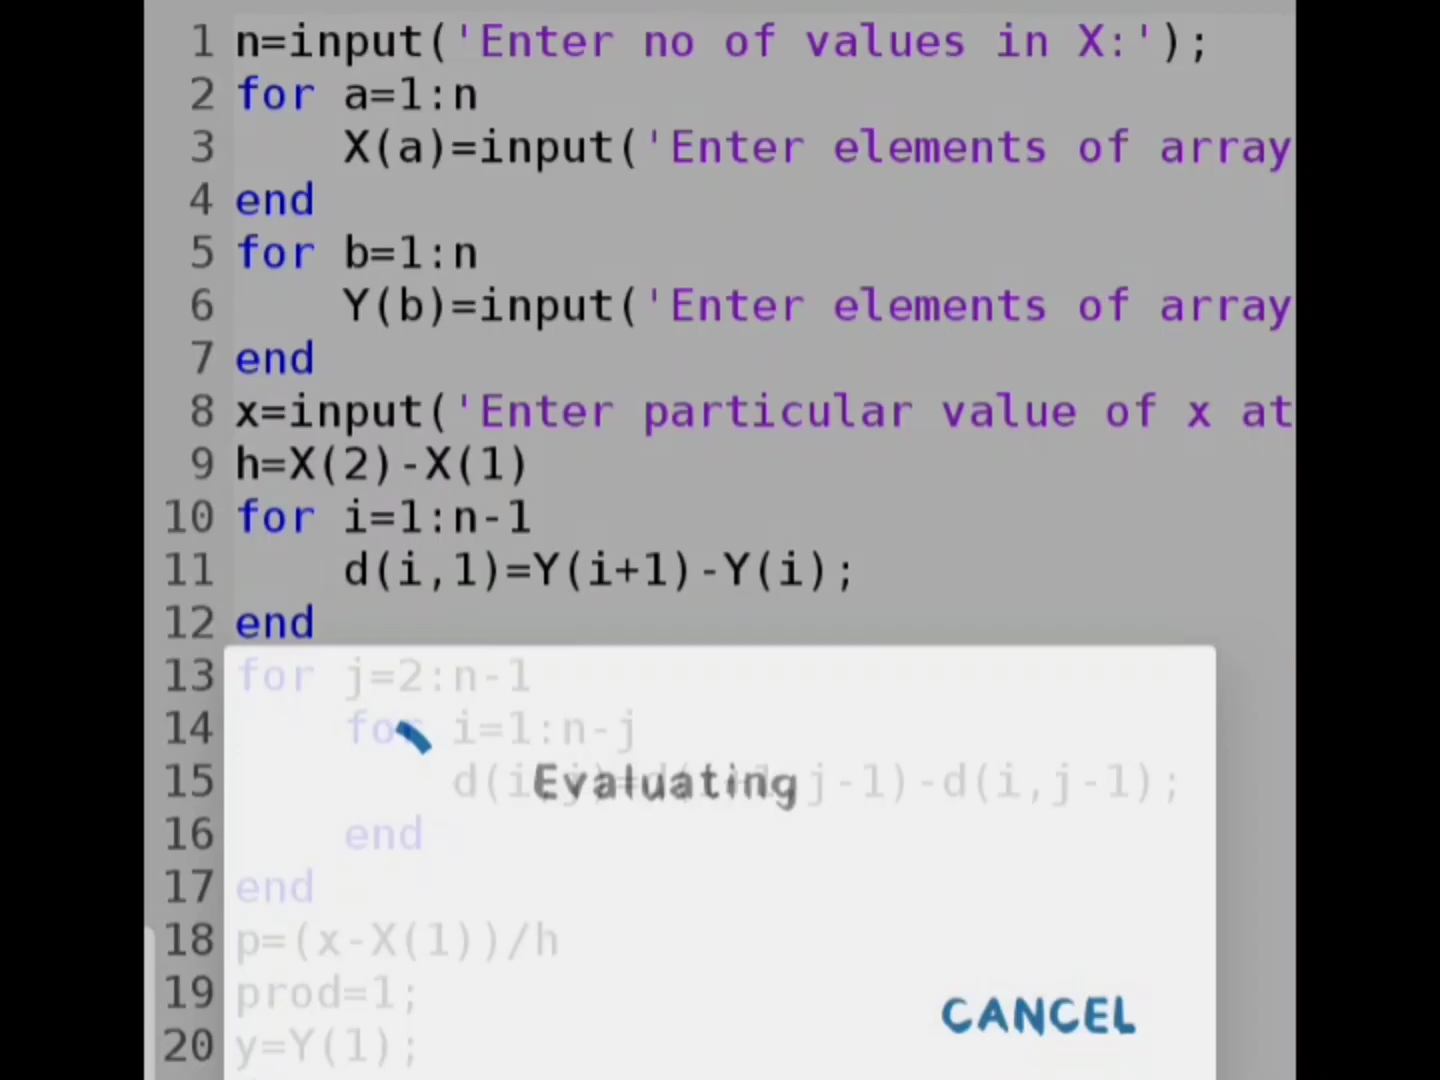 1 n=input('Enter no of values in X:');
2 for a=1:n
3 X(a)=input('Enter elements of array
4 end
5 for b=1:n
6 Y(b)=input('Enter elements of array
7 end
8 x=input('Enter particular value of x at
9 h=X(2)-X(1)
10 for i=1:n-1
11 d(i,1)=Y(i+1)-Y(i);
12 end
13 for j=2:n-1
14 for i=1:n-j
15 d(i j-1)-d(i,j-1);
Evaluating
16 end
17 end
18 p=(x-X(1))/h
19 prod=1;
CANCEL
20 y=Y(1);